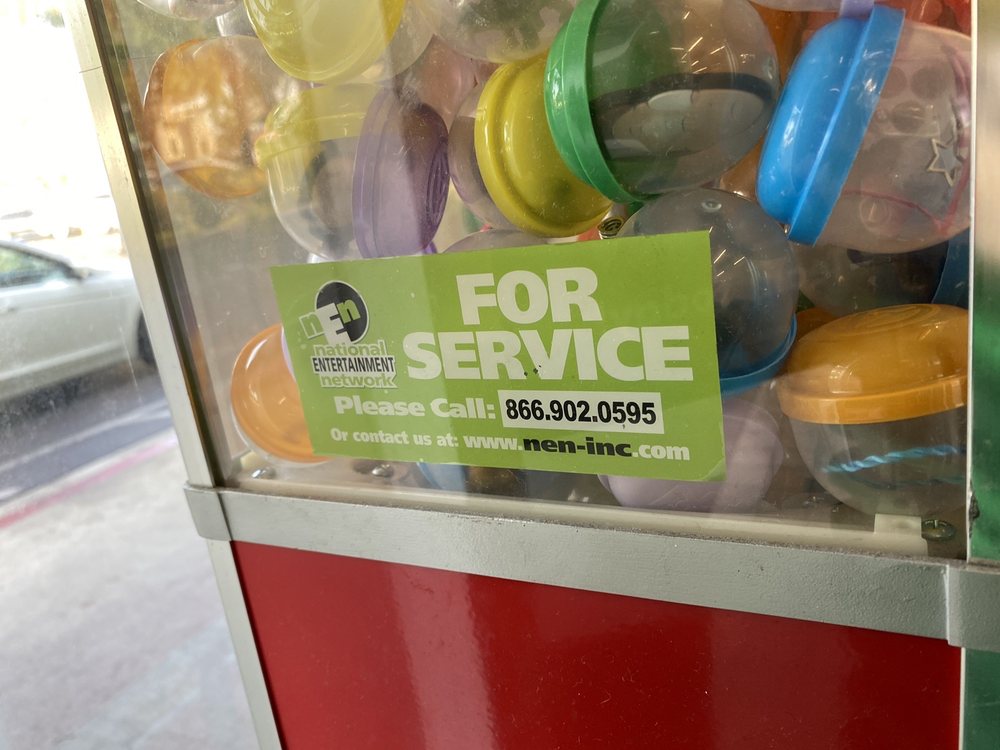 nEn
national
ENTERTAINMENT
network
FOR
SERVICE
Please Call: 866.902.0595
Or contact us at: www.nen-inc.com